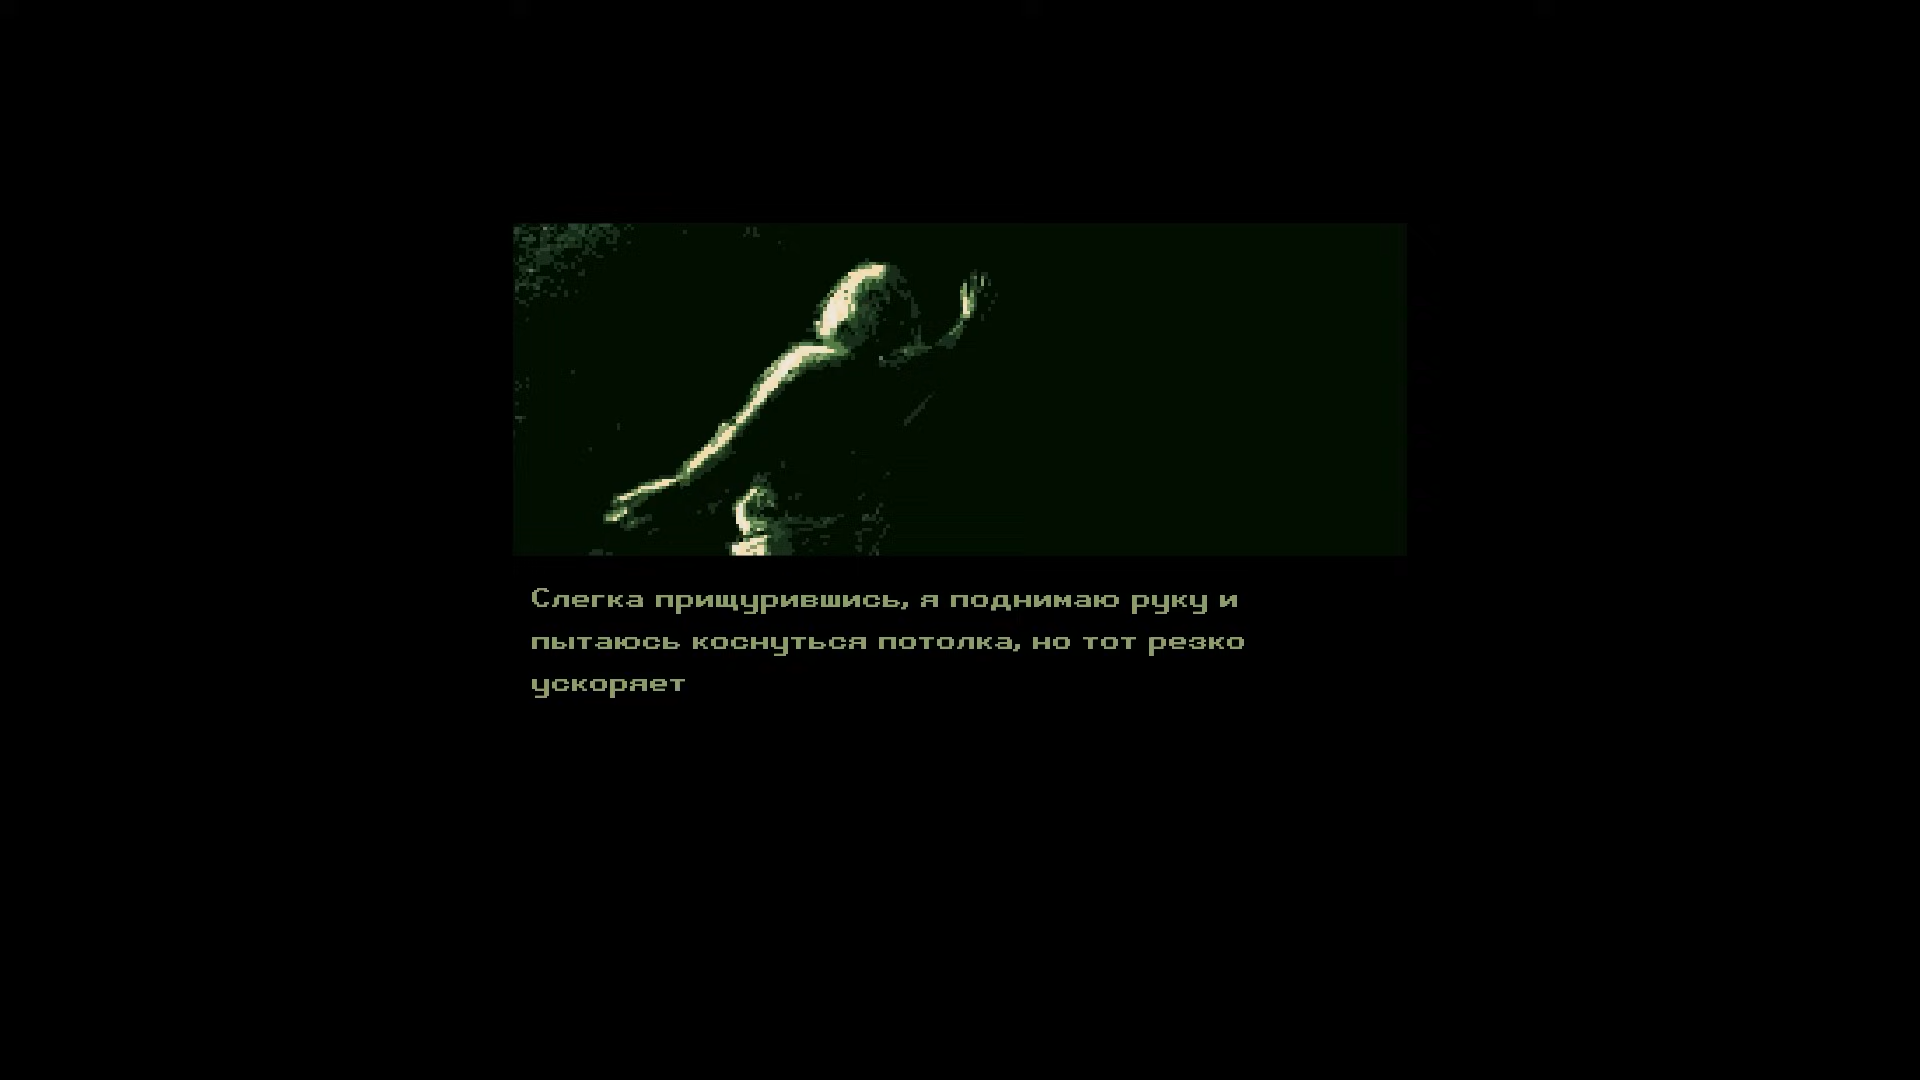 Слегка прищурившись, я поднимаю руку и
пытаюсь коснуться потолка, но тот резко
ускоряет